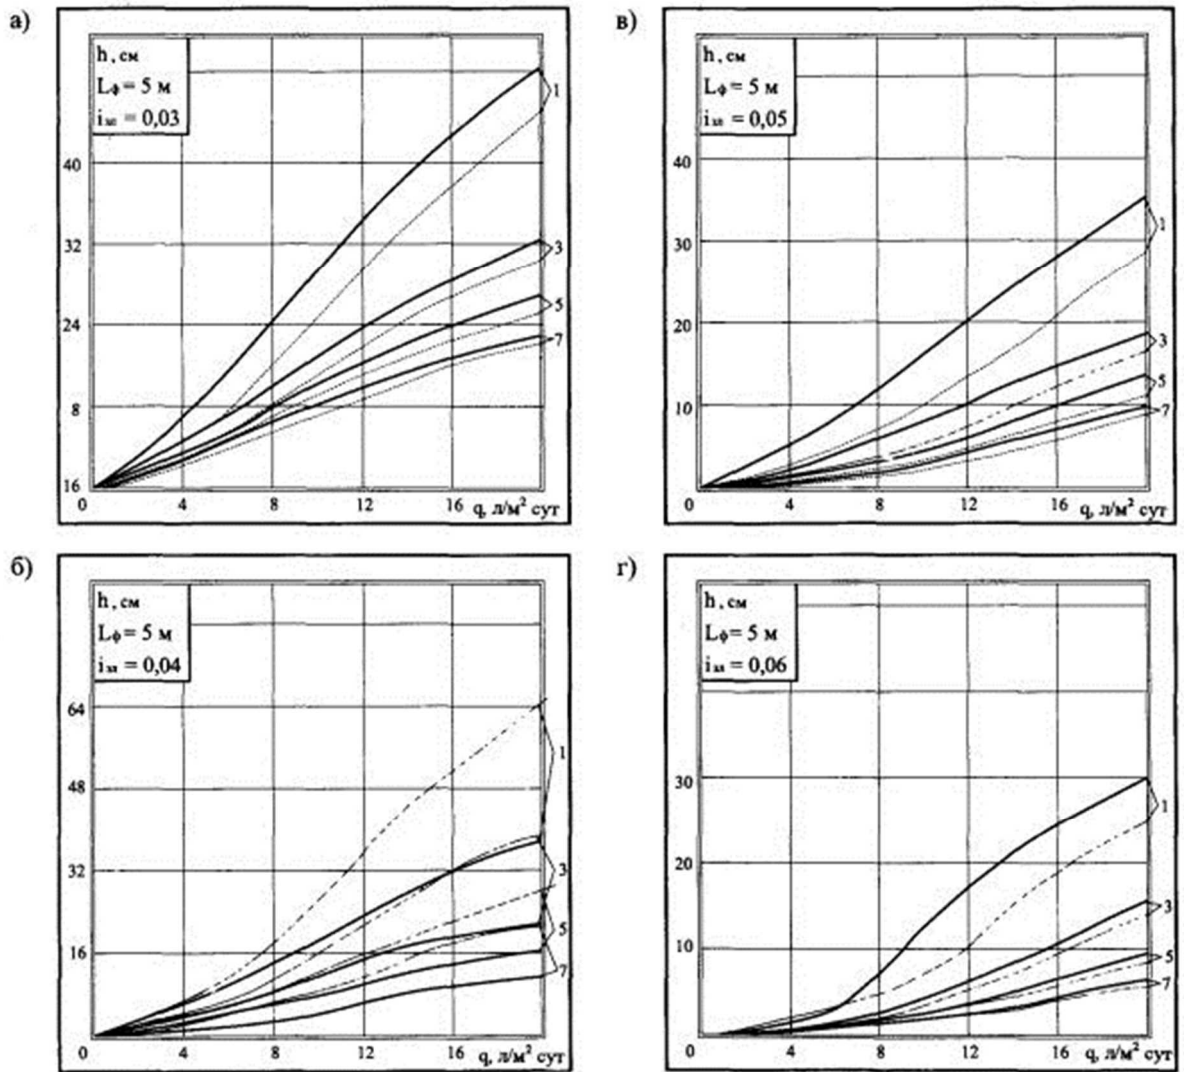 а)
h, см
Lф = 5 м
iзал = 0,03
40
32
24
8
16
0
4
8
12
16
q, л/м² сут
1
3
5
7
в)
h, см
Lф = 5 м
iзал = 0,05
40
30
20
10
0
4
8
12
16
q, л/м² сут
1
3
5
7
б)
h, см
Lф = 5 м
iзал = 0,04
64
48
32
16
0
4
8
12
16
q, л/м² сут
1
3
5
7
г)
h, см
Lф = 5 м
iзал = 0,06
30
20
10
0
4
8
12
16
q, л/м² сут
1
3
5
7